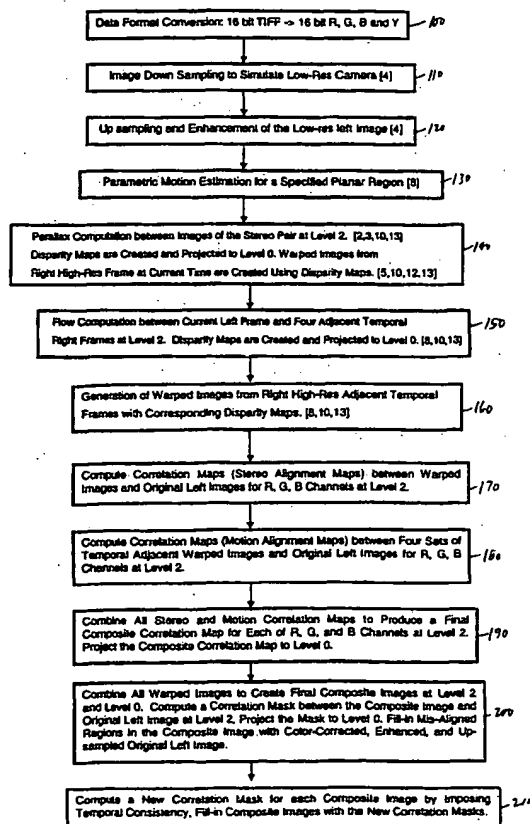 Data Format Conversion: 16 bit TIFF -> 16 bit R, G, B and Y
100
Image Down Sampling to Simulate Low-Res Camera [4]
110
Up sampling and Enhancement of the Low-res left Image [4]
120
Parametric Motion Estimation for a Specified Planar Region [8]
130
Parallax Computation between Images of the Stereo Pair at Level 2. [2,3,10,13]
Disparity Maps are Created and Projected to Level 0. Warped Images from
Right High-Res Frame at Current Time are Created Using Disparity Maps. [5,10,12,13]
140
Flow Computation between Current Left Frame and Four Adjacent Temporal
Right Frames at Level 2. Disparity Maps are Created and Projected to Level 0. [8,10,13]
150
Generation of Warped Images from Right High-Res Adjacent Temporal
Frames with Corresponding Disparity Maps. [8,10,13]
160
Compute Correlation Maps (Stereo Alignment Maps) between Warped
Images and Original Left Images for R, G, B Channels at Level 2.
170
Compute Correlation Maps (Motion Alignment Maps) between Four Sets of
Temporal Adjacent Warped Images and Original Left Images for R, G, B
Channels at Level 2.
180
Combine All Stereo and Motion Correlation Maps to Produce a Final
Composite Correlation Map for Each of R, G, and B Channels at Level 2.
Project the Composite Correlation Map to Level 0.
190
Combine All Warped Images to Create Final Composite Images at Level 2
and Level 0. Compute a Correlation Mask between the Composite Image and
Original Left Image at Level 2, Project the Mask to Level 0. Fill-in Mis-Aligned
Regions in the Composite Image with Color-Corrected, Enhanced, and Up-
sampled Original Left Image.
200
Compute a New Correlation Mask for each Composite Image by Imposing
Temporal Consistency, Fill-in Composite Images with the New Correlation Masks.
210